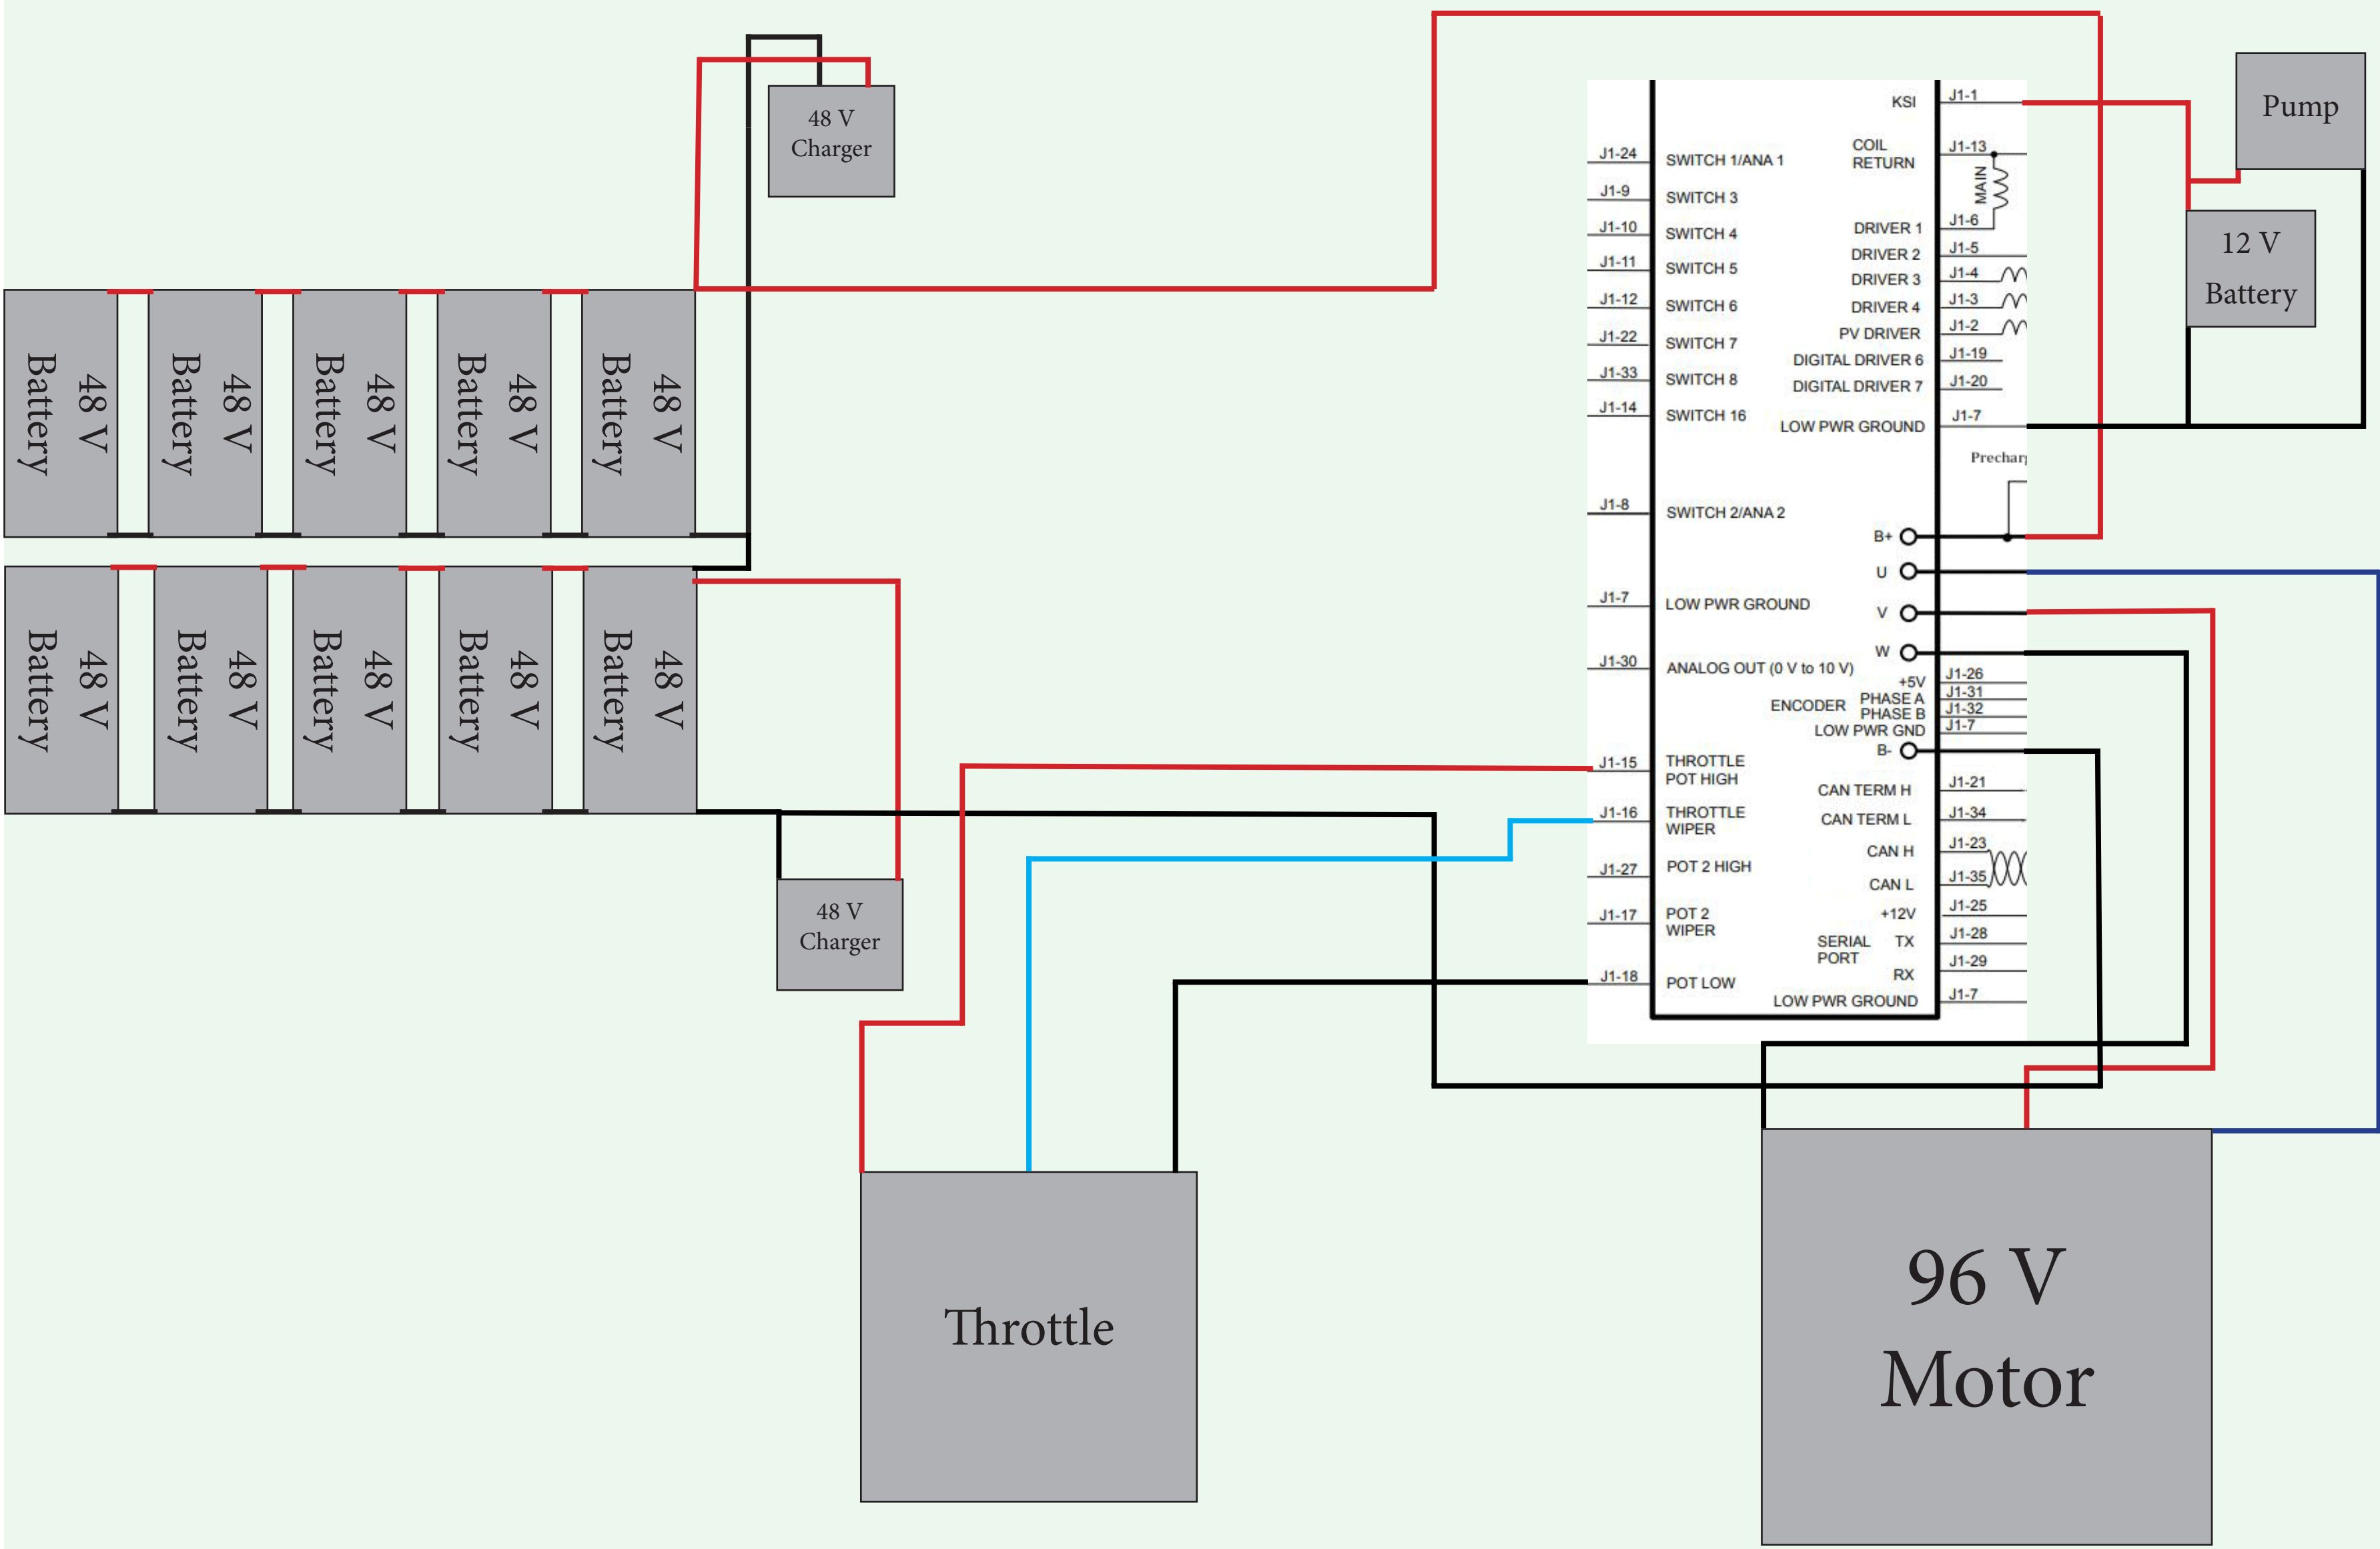 48 V
Charger
Pump
12 V
Battery
48 V
Battery
48 V
Battery
48 V
Battery
48 V
Battery
48 V
Battery
48 V
Battery
48 V
Battery
48 V
Battery
48 V
Battery
48 V
Battery
48 V
Charger
J1-24 SWITCH 1/ANA 1
J1-9 SWITCH 3
J1-10 SWITCH 4
J1-11 SWITCH 5
J1-12 SWITCH 6
J1-22 SWITCH 7
J1-33 SWITCH 8
J1-14 SWITCH 16
J1-8 SWITCH 2/ANA 2
J1-7 LOW PWR GROUND
J1-30 ANALOG OUT (0 V to 10 V)
J1-15 THROTTLE
POT HIGH
J1-16 THROTTLE
WIPER
J1-27 POT 2 HIGH
J1-17 POT 2
WIPER
J1-18 POT LOW
KSI J1-1
COIL
RETURN J1-13
MAIN
DRIVER 1 J1-6
DRIVER 2 J1-5
DRIVER 3 J1-4
DRIVER 4 J1-3
PV DRIVER J1-2
DIGITAL DRIVER 6 J1-19
DIGITAL DRIVER 7 J1-20
LOW PWR GROUND J1-7
B+
U
V
W
+5V J1-26
ENCODER PHASE A J1-31
PHASE B J1-32
LOW PWR GND J1-7
B-
CAN TERM H J1-21
CAN TERM L J1-34
CAN H J1-23
CAN L J1-35
+12V J1-25
SERIAL
PORT
TX J1-28
RX J1-29
LOW PWR GROUND J1-7
Throttle
96 V
Motor